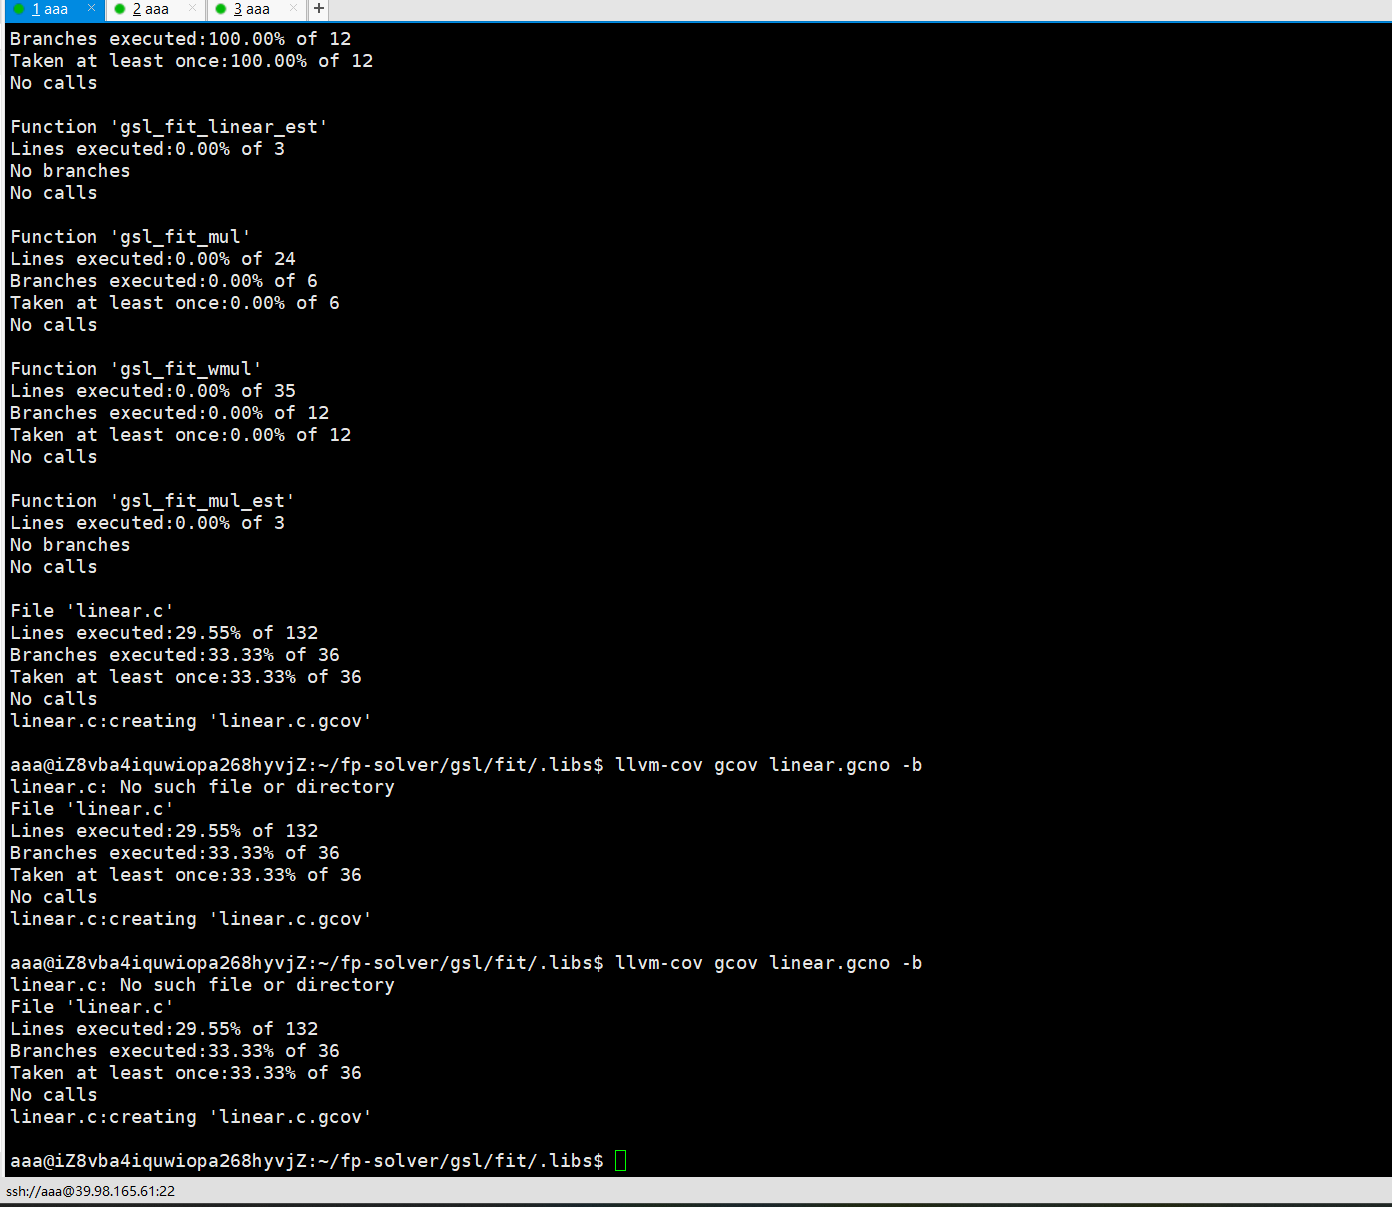 1 aaa × 2 aaa × 3 aaa × +
Branches executed:100.00% of 12
Taken at least once:100.00% of 12
No calls
Function 'gsl_fit_linear_est'
Lines executed:0.00% of 3
No branches
No calls
Function 'gsl_fit_mul'
Lines executed:0.00% of 24
Branches executed:0.00% of 6
Taken at least once:0.00% of 6
No calls
Function 'gsl_fit_wmul'
Lines executed:0.00% of 35
Branches executed:0.00% of 12
Taken at least once:0.00% of 12
No calls
Function 'gsl_fit_mul_est'
Lines executed:0.00% of 3
No branches
No calls
File 'linear.c'
Lines executed:29.55% of 132
Branches executed:33.33% of 36
Taken at least once:33.33% of 36
No calls
linear.c:creating 'linear.c.gcov'
aaa@iZ8vba4iquwiopa268hyvjZ:~/fp-solver/gsl/fit/.libs$ llvm-cov gcov linear.gcno -b
linear.c: No such file or directory
File 'linear.c'
Lines executed:29.55% of 132
Branches executed:33.33% of 36
Taken at least once:33.33% of 36
No calls
linear.c:creating 'linear.c.gcov'
aaa@iZ8vba4iquwiopa268hyvjZ:~/fp-solver/gsl/fit/.libs$ llvm-cov gcov linear.gcno -b
linear.c: No such file or directory
File 'linear.c'
Lines executed:29.55% of 132
Branches executed:33.33% of 36
Taken at least once:33.33% of 36
No calls
linear.c:creating 'linear.c.gcov'
aaa@iZ8vba4iquwiopa268hyvjZ:~/fp-solver/gsl/fit/.libs$
ssh://aaa@39.98.165.61:22